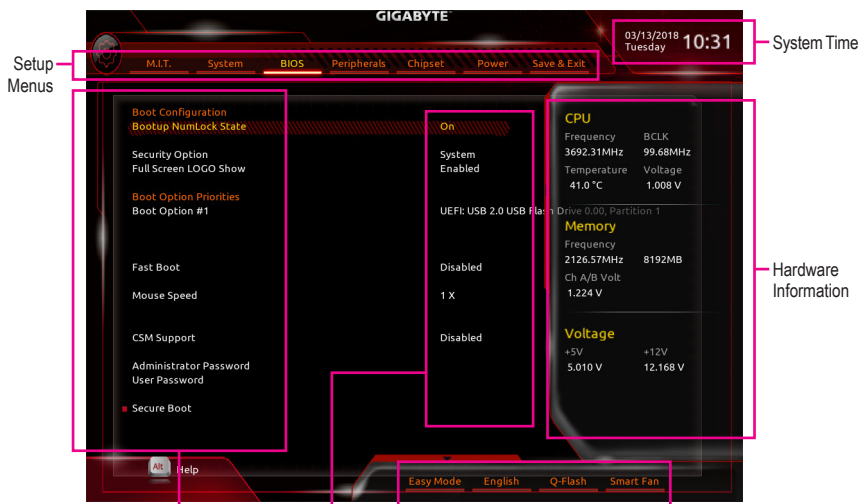 GIGABYTE
03/13/2018
Tuesday 10:31
System Time
Setup
Menus
M.I.T. System BIOS Peripherals Chipset Power Save & Exit
Boot Configuration
Bootup NumLock State On
Security Option System
Full Screen LOGO Show Enabled
Boot Option Priorities
Boot Option #1 UEFI: USB 2.0 USB Flash Drive 0.00, Partition 1
Fast Boot Disabled
Mouse Speed 1 X
CSM Support Disabled
Administrator Password
User Password
Secure Boot
CPU
Frequency BCLK
3692.31MHz 99.68MHz
Temperature Voltage
41.0 °C 1.008 V
Memory
Frequency
2126.57MHz 8192MB
Ch A/B Volt
1.224 V
Voltage
+5V +12V
5.010 V 12.168 V
Hardware
Information
Alt Help
Easy Mode English Q-Flash Smart Fan